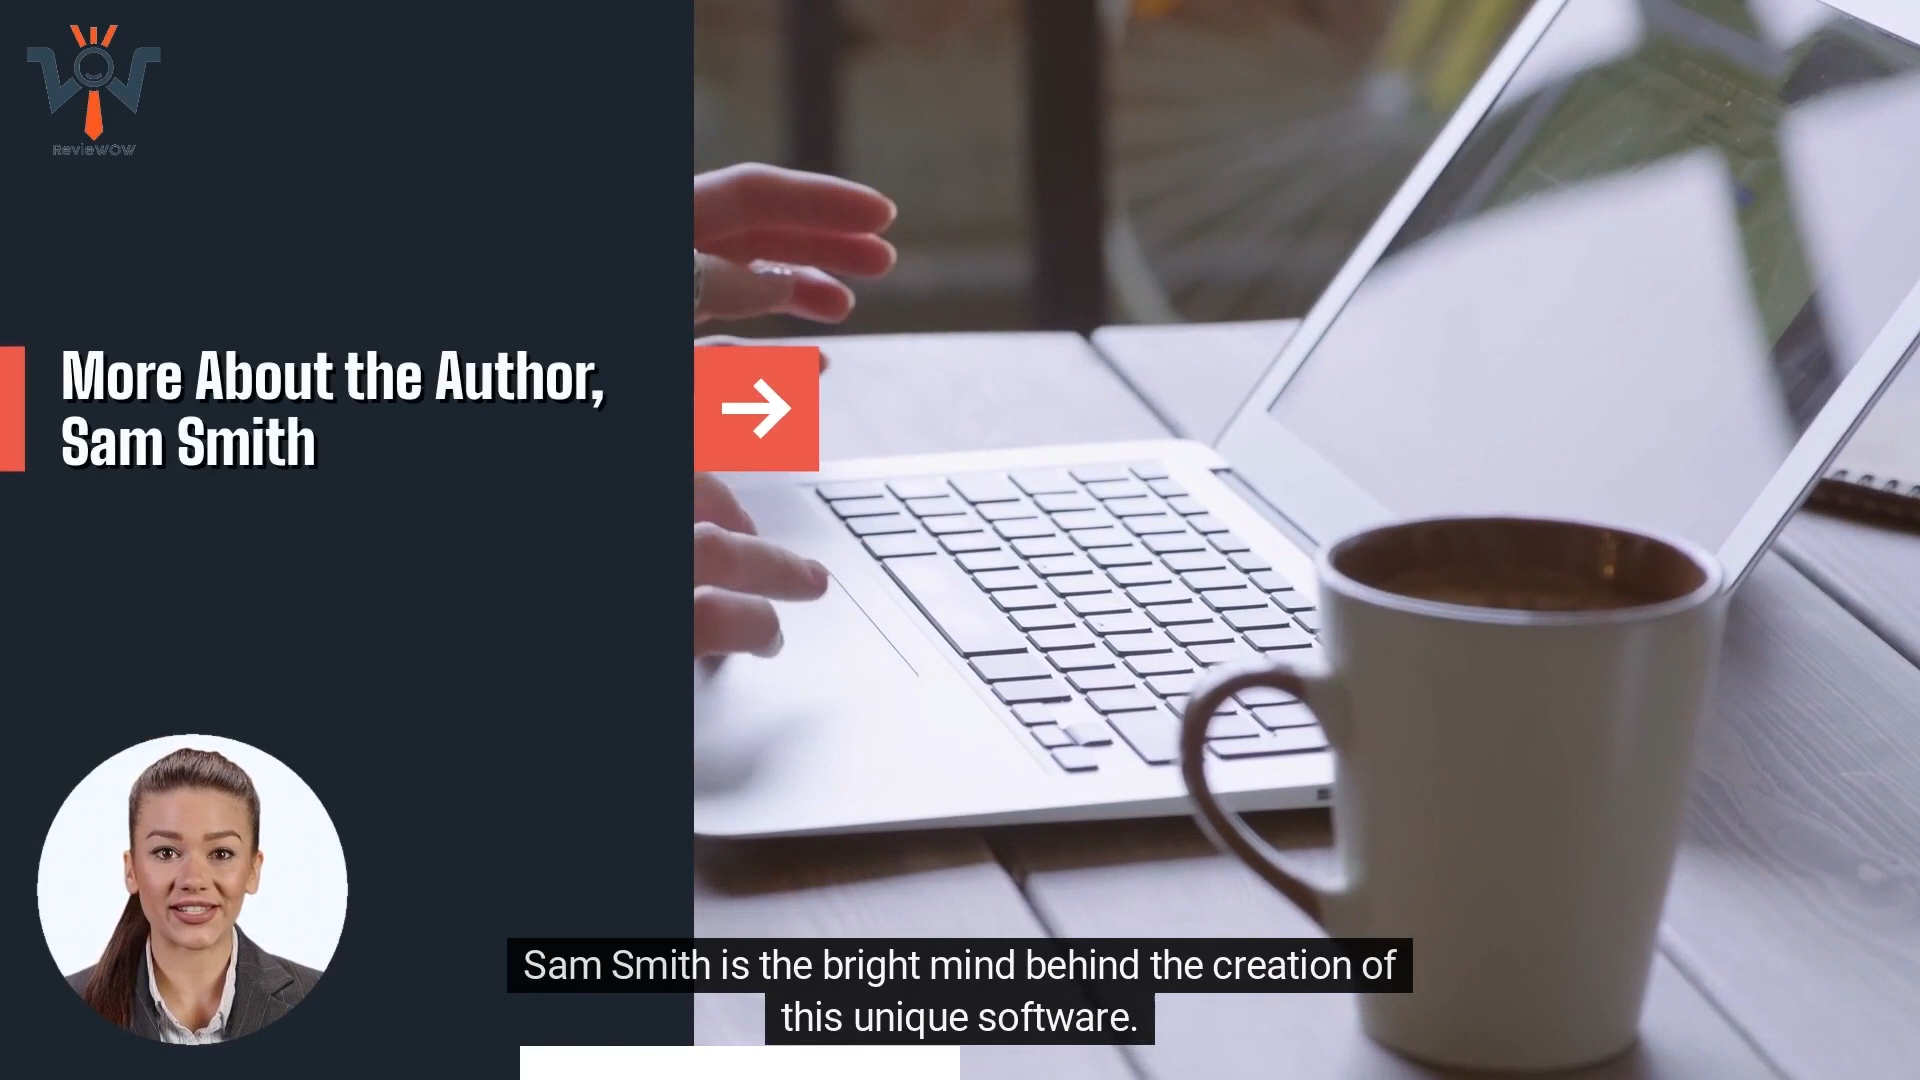 RevieWOW
More About the Author,
Sam Smith
Sam Smith is the bright mind behind the creation of
this unique software.